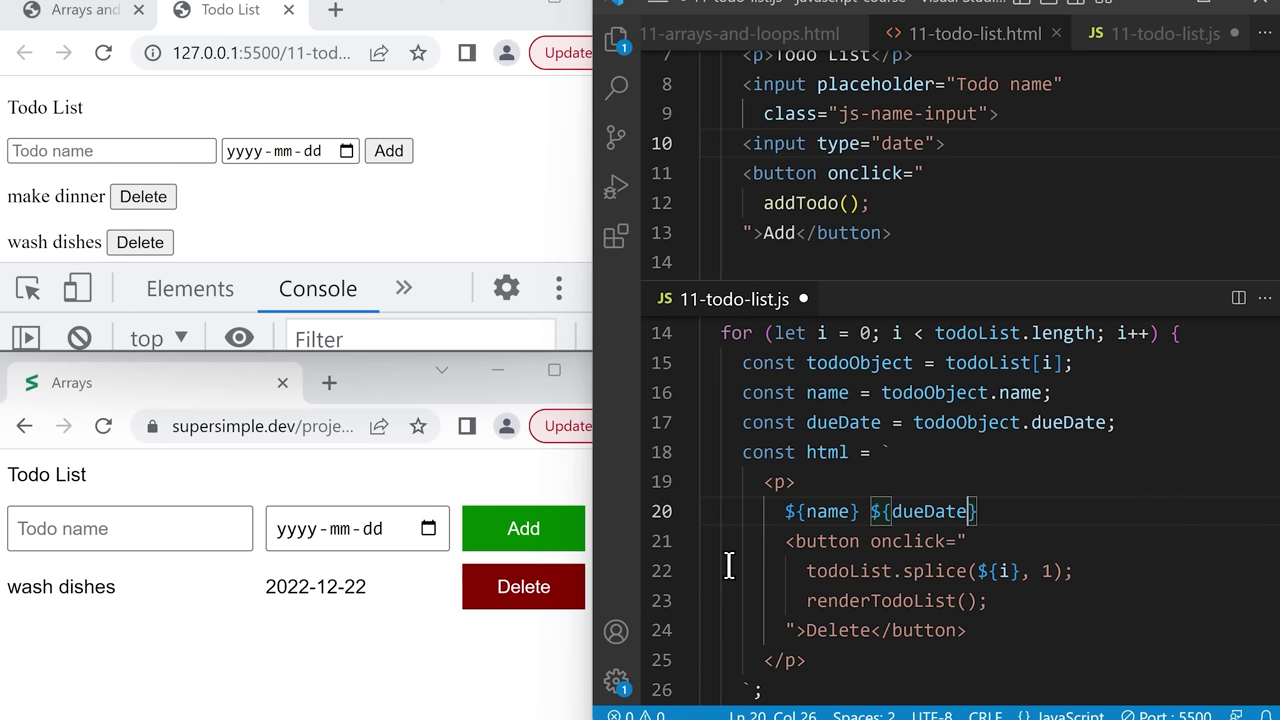 Arrays and
Todo List
127.0.0.1:5500/11-tod...
Update
Todo List
Todo name
yyyy-mm-dd
Add
make dinner
Delete
wash dishes
Delete
Elements
Console
top
Filter
Arrays
supersimple.dev/proje...
Update
Todo List
Todo name
yyyy-mm-dd
Add
wash dishes
2022-12-22
Delete
11-arrays-and-loops.html
11-todo-list.html
JS 11-todo-list.js
1
7 <p>Todo List</p>
8 <input placeholder="Todo name"
9 class="js-name-input">
10 <input type="date">
11 <button onclick="
12 addTodo();
13 ">Add</button>
14
JS 11-todo-list.js
14 for (let i = 0; i < todoList.length; i++) {
15 const todoObject = todoList[i];
16 const name = todoObject.name;
17 const dueDate = todoObject.dueDate;
18 const html = `
19 <p>
20 ${name} ${dueDate}
21 <button onclick="
22 todoList.splice(${i}, 1);
23 renderTodoList();
24 ">Delete</button>
25 </p>
26 `;
1
0 0 Ln 20, Col 26 Spaces: 2 UTF-8 CRLF {} JavaScript Port : 5500